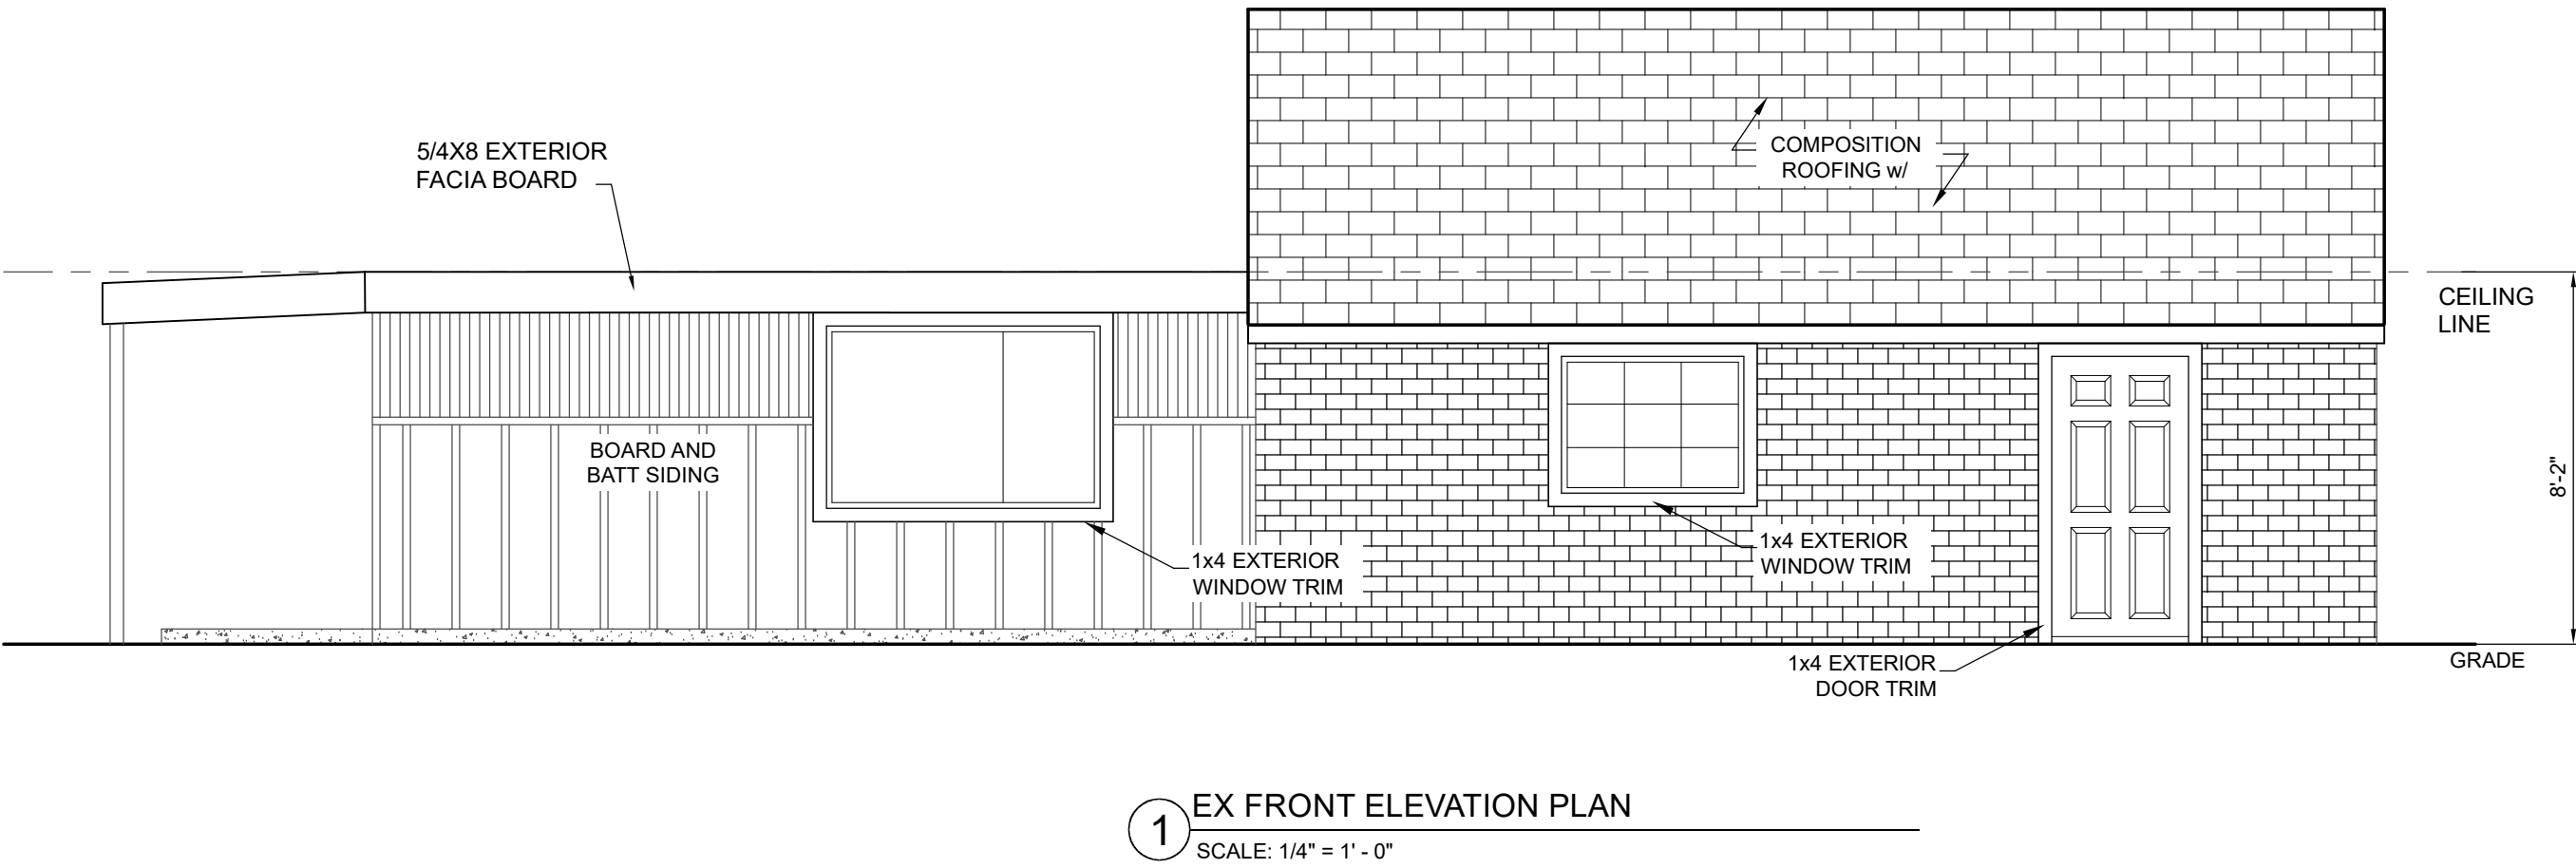 5/4X8 EXTERIOR
FACIA BOARD
COMPOSITION
ROOFING w/
CEILING
LINE
BOARD AND
BATT SIDING
8'-2"
1x4 EXTERIOR
WINDOW TRIM
1x4 EXTERIOR
WINDOW TRIM
1x4 EXTERIOR
DOOR TRIM
GRADE
1
EX FRONT ELEVATION PLAN
SCALE: 1/4" = 1' - 0"